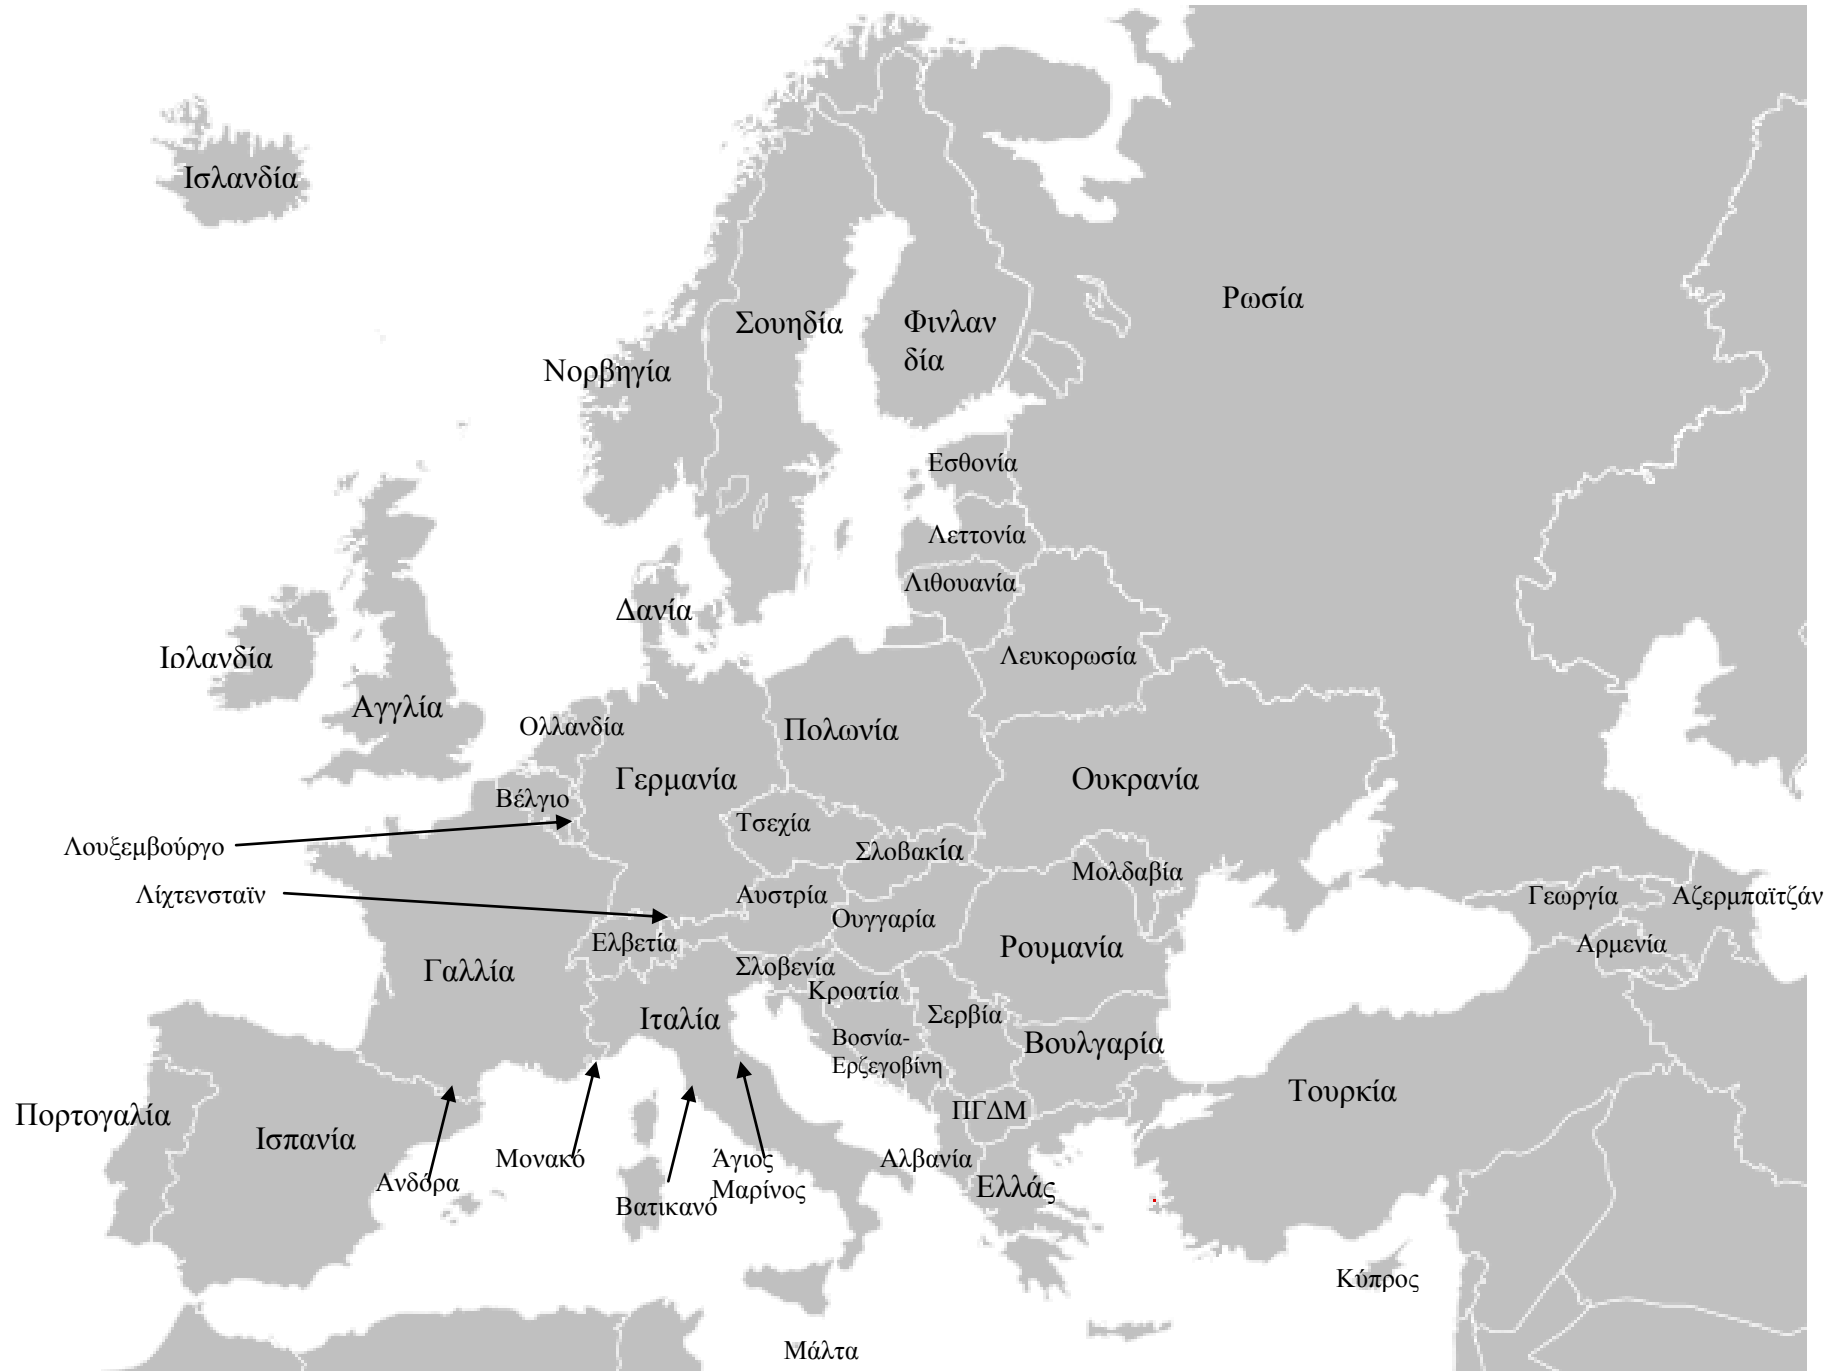 Ισλανδία
Ρωσία
Σουηδία
Φινλαν
δία
Νορβηγία
Εσθονία
Λεττονία
Λιθουανία
Δανία
Λευκορωσία
Ιρλανδία
Αγγλία
Ολλανδία
Πολωνία
Γερμανία
Ουκρανία
Βέλγιο
Τσεχία
Λουξεμβούργο
Σλοβακία
Μολδαβία
Λίχτενσταϊν
Αυστρία
Γεωργία
Αζερμπαϊτζάν
Ουγγαρία
Ελβετία
Ρουμανία
Αρμενία
Γαλλία
Σλοβενία
Κροατία
Ιταλία
Σερβία
Βοσνία-
Ερζεγοβίνη
Βουλγαρία
Τουρκία
Πορτογαλία
ΠΓΔΜ
Ισπανία
Μονακό
Άγιος
Μαρίνος
Αλβανία
Ανδόρα
Ελλάς
Βατικανό
Κύπρος
Μάλτα